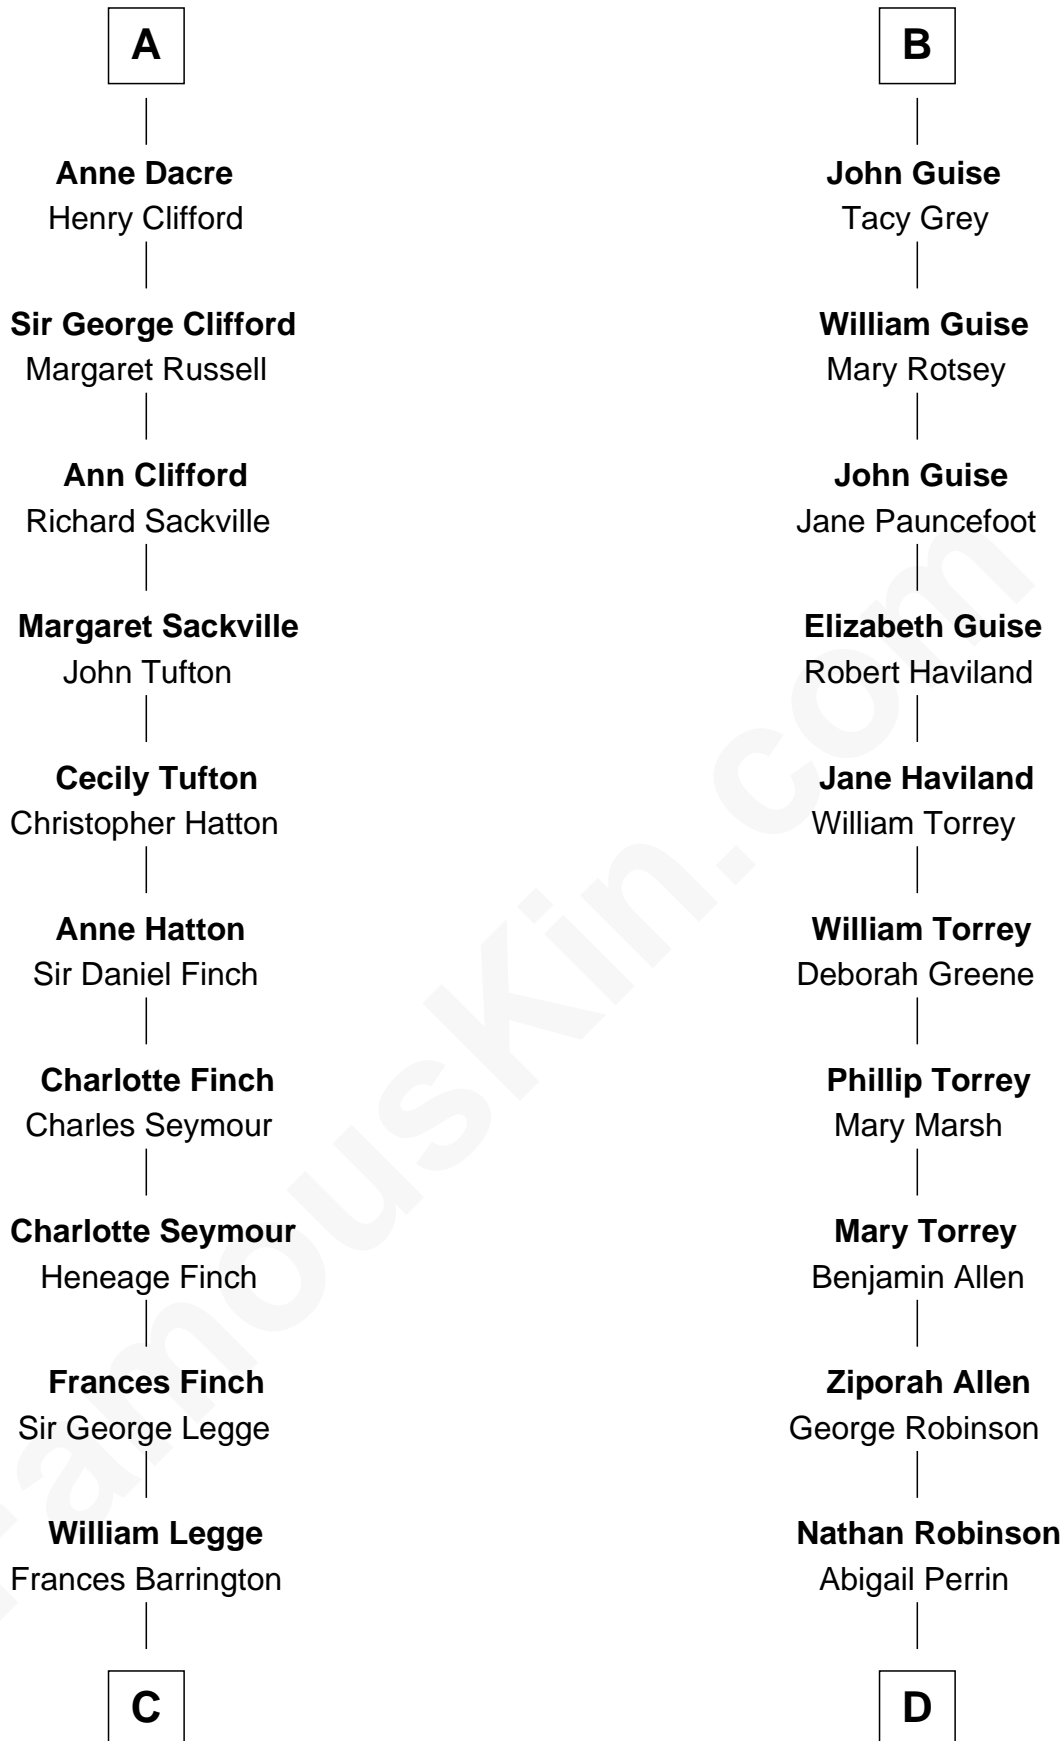 A
Anne Dacre
Henry Clifford
Sir George Clifford
Margaret Russell
Ann Clifford
Richard Sackville
Margaret Sackville
John Tufton
Cecily Tufton
Christopher Hatton
Anne Hatton
Sir Daniel Finch
Charlotte Finch
Charles Seymour
Charlotte Seymour
Heneage Finch
Frances Finch
Sir George Legge
William Legge
Frances Barrington
C
B
John Guise
Tacy Grey
William Guise
Mary Rotsey
John Guise
Jane Pauncefoot
Elizabeth Guise
Robert Haviland
Jane Haviland
William Torrey
William Torrey
Deborah Greene
Phillip Torrey
Mary Marsh
Mary Torrey
Benjamin Allen
Ziporah Allen
George Robinson
Nathan Robinson
Abigail Perrin
D
FamousKin.com